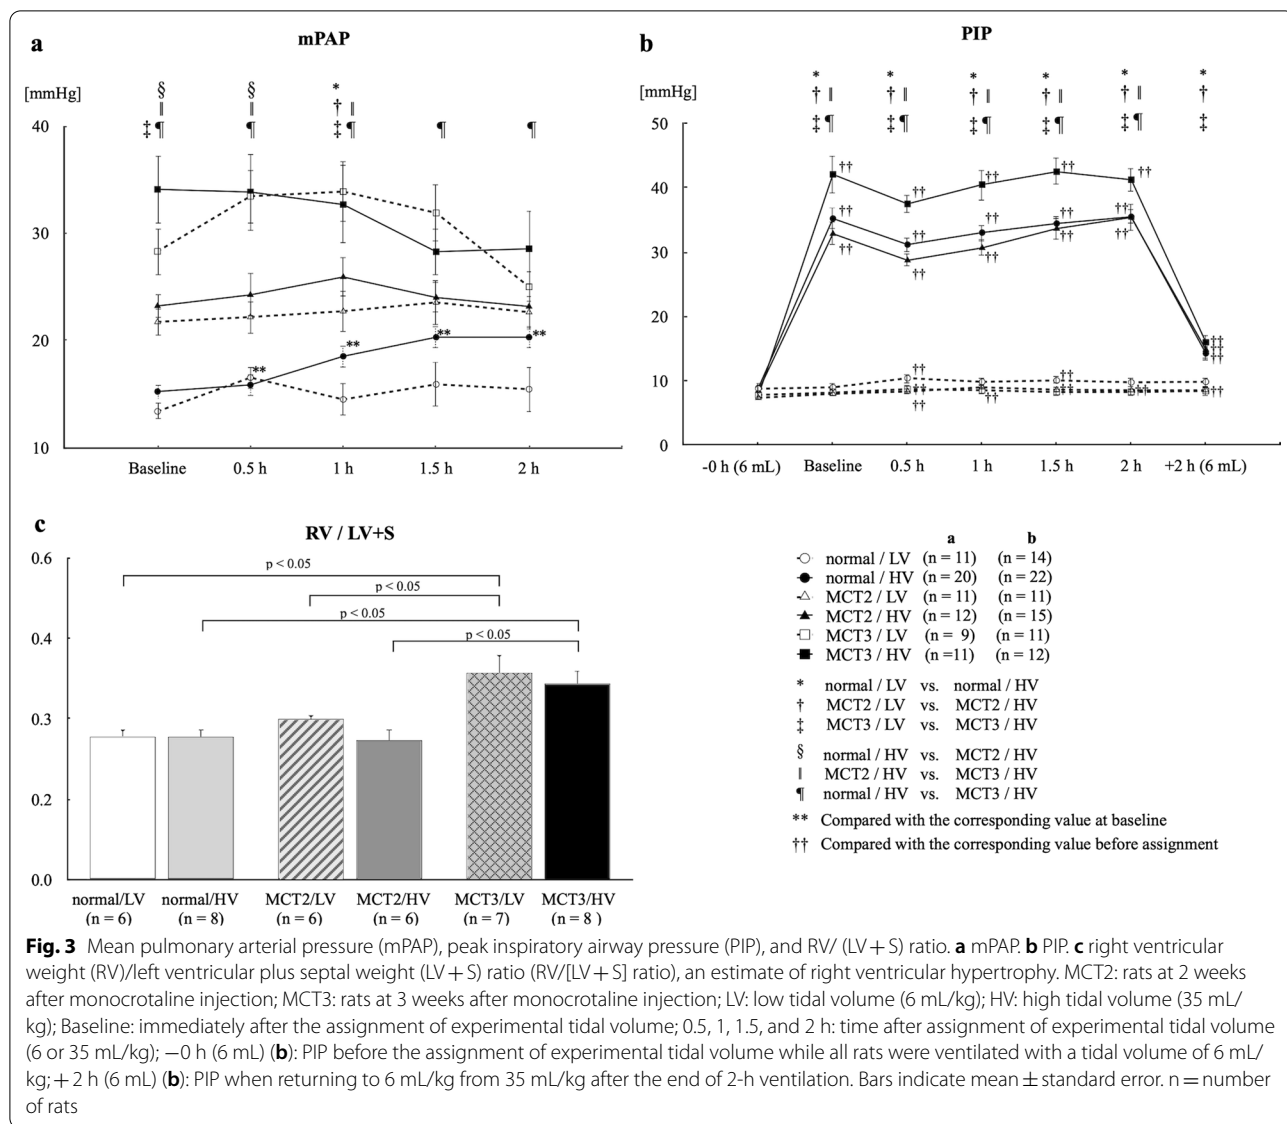 a
mPAP
[mmHg]
§ § *
‖ ‖ † ‖
‡ ¶ ¶ ‡ ¶ ¶ ¶
40
30
20
10
** ** ** **
Baseline 0.5 h 1 h 1.5 h 2 h
b
PIP
[mmHg]
* * * * * *
† ‖ † ‖ † ‖ † ‖ † ‖ †
‡ ¶ ‡ ¶ ‡ ¶ ‡ ¶ ‡ ¶ ‡
50
40
30
20
10
0
†† †† †† †† ††
†† †† †† †† ††
†† †† †† †† ††
††
††
††
†† ††
†† †† †† ††
†† ††
-0 h (6 mL) Baseline 0.5 h 1 h 1.5 h 2 h +2 h (6 mL)
c
RV / LV+S
0.6
0.4
0.3
0.2
0.0
p < 0.05
p < 0.05
p < 0.05
p < 0.05
normal/LV normal/HV MCT2/LV MCT2/HV MCT3/LV MCT3/HV
(n = 6) (n = 8) (n = 6) (n = 6) (n = 7) (n = 8 )
a b
normal / LV (n = 11) (n = 14)
normal / HV (n = 20) (n = 22)
MCT2 / LV (n = 11) (n = 11)
MCT2 / HV (n = 12) (n = 15)
MCT3 / LV (n = 9) (n = 11)
MCT3 / HV (n =11) (n = 12)
* normal / LV vs. normal / HV
† MCT2 / LV vs. MCT2 / HV
‡ MCT3 / LV vs. MCT3 / HV
§ normal / HV vs. MCT2 / HV
‖ MCT2 / HV vs. MCT3 / HV
¶ normal / HV vs. MCT3 / HV
** Compared with the corresponding value at baseline
†† Compared with the corresponding value before assignment
Fig. 3 Mean pulmonary arterial pressure (mPAP), peak inspiratory airway pressure (PIP), and RV/ (LV + S) ratio. a mPAP. b PIP. c right ventricular
weight (RV)/left ventricular plus septal weight (LV + S) ratio (RV/[LV + S] ratio), an estimate of right ventricular hypertrophy. MCT2: rats at 2 weeks
after monocrotaline injection; MCT3: rats at 3 weeks after monocrotaline injection; LV: low tidal volume (6 mL/kg); HV: high tidal volume (35 mL/
kg); Baseline: immediately after the assignment of experimental tidal volume; 0.5, 1, 1.5, and 2 h: time after assignment of experimental tidal volume
(6 or 35 mL/kg); −0 h (6 mL) (b): PIP before the assignment of experimental tidal volume while all rats were ventilated with a tidal volume of 6 mL/
kg; + 2 h (6 mL) (b): PIP when returning to 6 mL/kg from 35 mL/kg after the end of 2-h ventilation. Bars indicate mean ± standard error. n = number
of rats